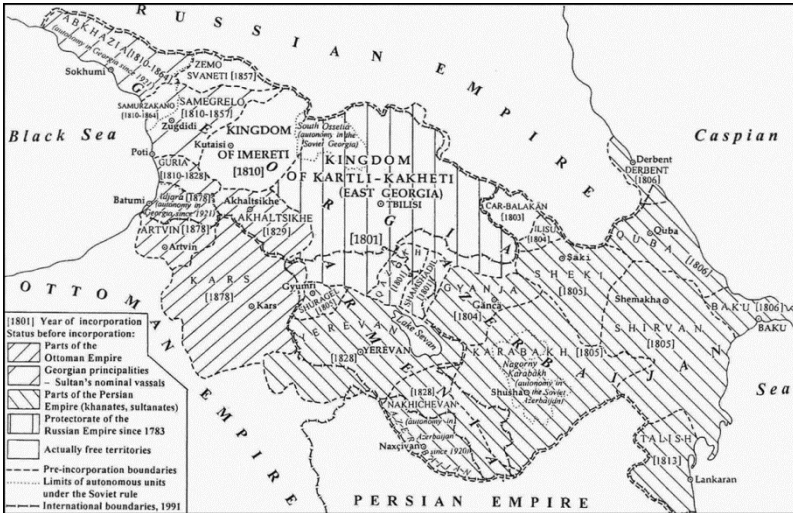 RUSSIAN EMPIRE
ABKHAZIA [1810-1864]
(autonomy in Georgia since 1921)
Sokhumi
ZEMO
SVANETI [1857]
SAMURZAKANO
[1810-1864]
SAMEGRELO
[1810-1857]
Zugdidi
Black Sea
Caspian
Sea
KINGDOM
OF IMERETI
[1810]
Kutaisi
Poti
GURIA
[1810-1828]
South Ossetia
(autonomy in the
Soviet Georgia)
KINGDOM
OF KARTLI-KAKHETI
(EAST GEORGIA)
TBILISI
[1801]
GEORGIA
Derbent
DERBENT
[1806]
Batumi
[1878]
(autonomy in
Georgia since 1921)
Akhaltsikhe
AKHALTSIKHE
[1829]
ARTVIN [1878]
Artvin
CAR-BALAKAN
[1803]
ILISU
[1804]
Quba
QUBA
[1806]
Saki
SHEKI
[1805]
OTTOMAN EMPIRE
KARS
[1878]
Kars
Gyumri
SHURAGEL
[1805]
QAZAKH
[1801]
SHAMSHADIL
[1801]
GYANJA
Ganca
[1804]
Shemakha
SHIRVAN
[1805]
BAKU [1806]
BAKU
YEREVAN
YEREVAN
[1828]
Lake Sevan
ARMENIA
AZERBAIJAN
KARABAKH [1805]
Nagorny
Karabakh
(autonomy in
the Soviet
Azerbaijan)
Shusha
[1828]
NAKHICHEVAN
(autonomy in
Azerbaijan
since 1920)
Naxçivan
AZERBAIJAN
TALISH
[1813]
Lankaran
PERSIAN EMPIRE
[1801] Year of incorporation
Status before incorporation:
Parts of the
Ottoman Empire
Georgian principalities
– Sultan's nominal vassals
Parts of the Persian
Empire (khanates, sultanates)
Protectorate of the
Russian Empire since 1783
Actually free territories
Pre-incorporation boundaries
Limits of autonomous units
under the Soviet rule
International boundaries, 1991